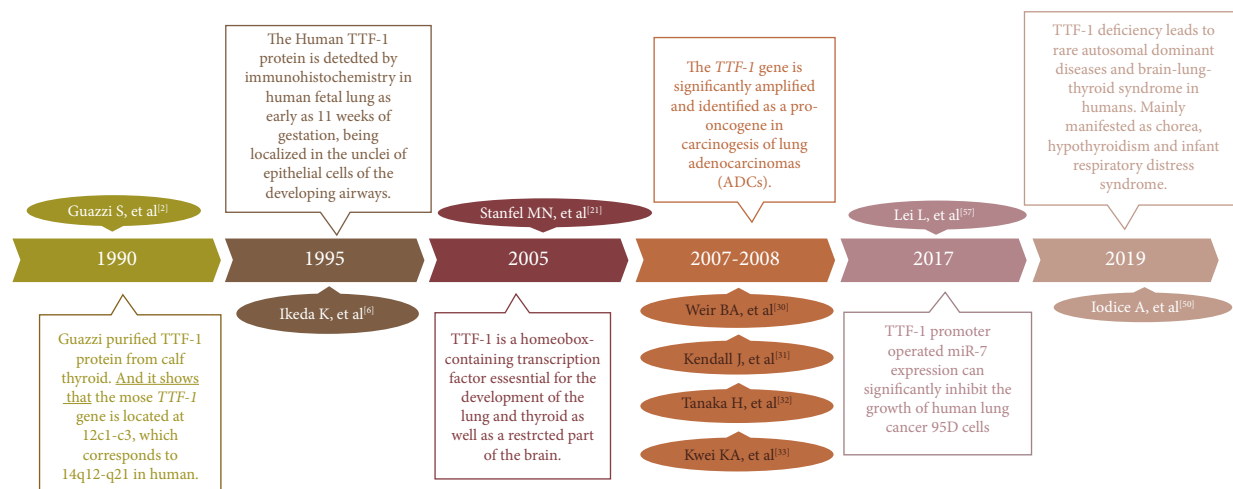 Guazzi S, et al[2]
1990
Guazzi purified TTF-1
protein from calf
thyroid. And it shows
that the mose TTF-1
gene is located at
12c1-c3, which
corresponds to
14q12-q21 in human.
The Human TTF-1
protein is detedted by
immunohistochemistry in
human fetal lung as
early as 11 weeks of
gestation, being
localized in the unclei of
epithelial cells of the
developing airways.
1995
Ikeda K, et al[6]
Stanfel MN, et al[21]
2005
TTF-1 is a homeobox-
containing transcription
factor essesntial for the
development of the
lung and thyroid as
well as a restrcted part
of the brain.
The TTF-1 gene is
significantly amplified
and identified as a pro-
oncogene in
carcinogesis of lung
adenocarcinomas
(ADCs).
2007-2008
Weir BA, et al[30]
Kendall J, et al[31]
Tanaka H, et al[32]
Kwei KA, et al[33]
Lei L, et al[57]
2017
TTF-1 promoter
operated miR-7
expression can
significantly inhibit the
growth of human lung
cancer 95D cells
TTF-1 deficiency leads to
rare autosomal dominant
diseases and brain-lung-
thyroid syndrome in
humans. Mainly
manifested as chorea,
hypothyroidism and infant
respiratory distress
syndrome.
2019
Iodice A, et al[50]